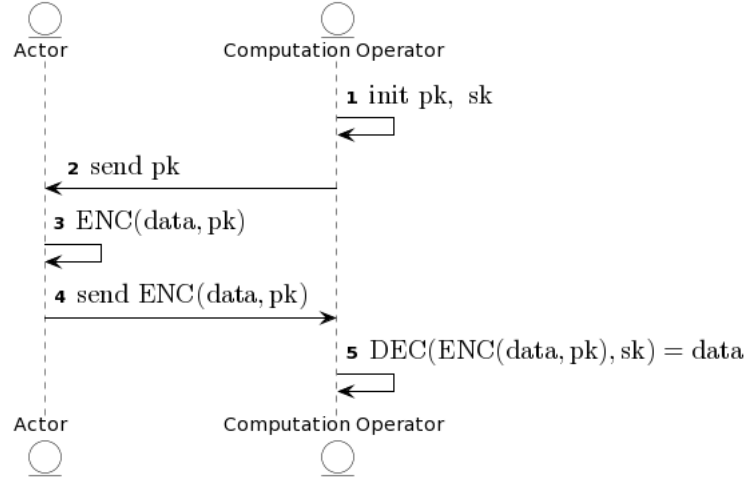 Actor Computation Operator
1 init pk, sk
2 send pk
3 ENC(data, pk)
4 send ENC(data, pk)
5 DEC(ENC(data, pk), sk) = data
Actor Computation Operator